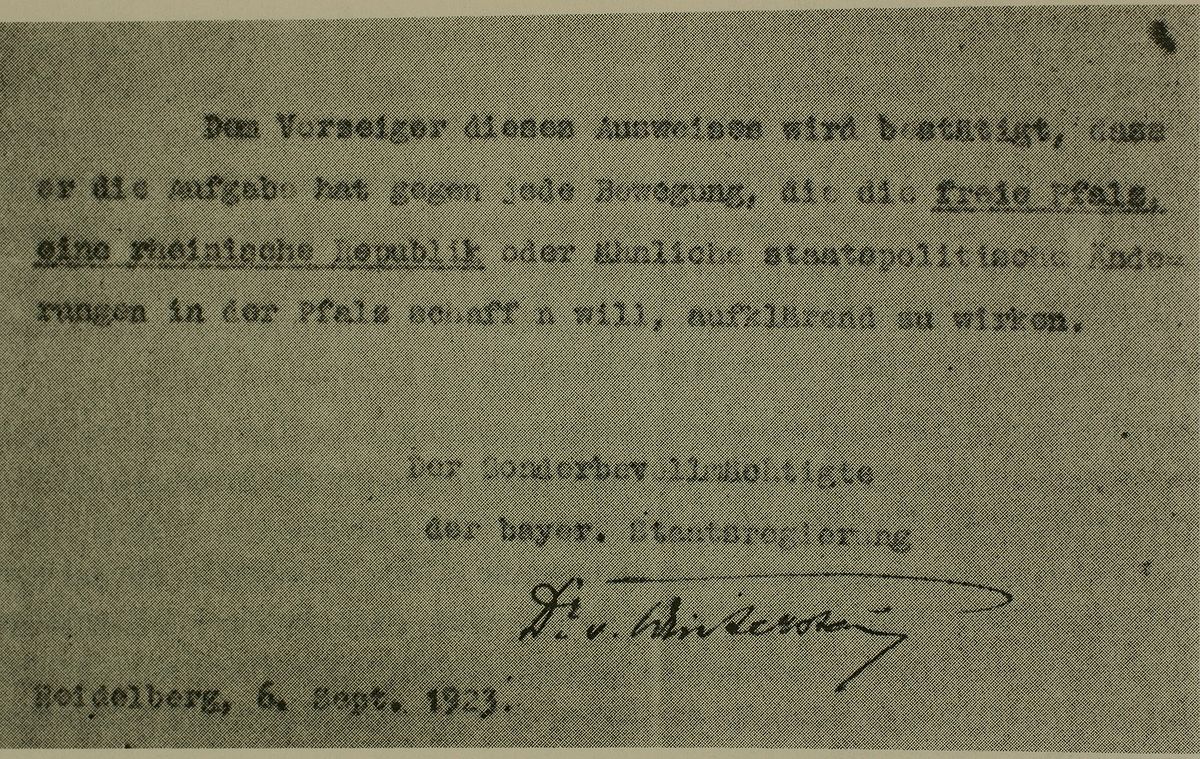 Dem Vorzeiger dieses Ausweises wird bestätigt, dass
er die Aufgabe hat gegen jede Bewegung, die die freie Pfalz,
eine rheinische Republik oder ähnliche staatspolitische Ände-
rungen in der Pfalz schaffen will, aufklärend zu wirken.
Der Sonderbevollmächtigte
der bayer. Staatsregierung
Dr. v. Winterstein
Heidelberg, 6. Sept. 1923.